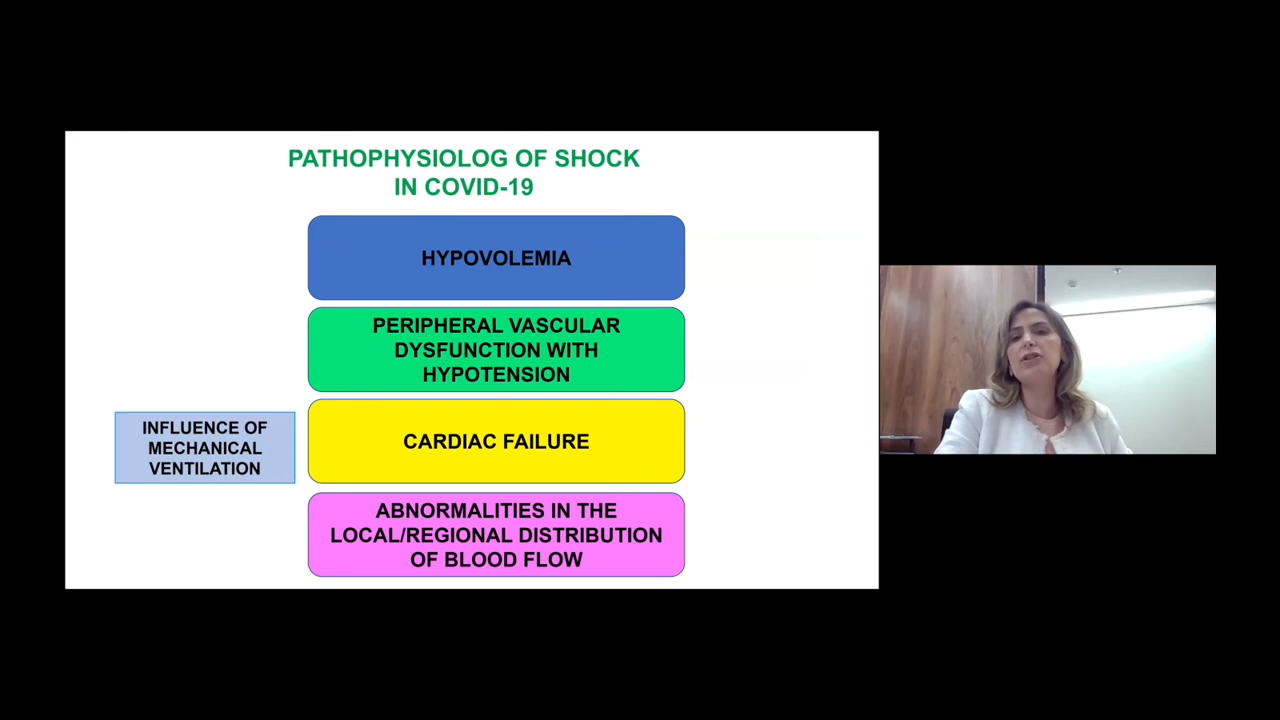 PATHOPHYSIOLOG OF SHOCK
IN COVID-19
HYPOVOLEMIA
PERIPHERAL VASCULAR
DYSFUNCTION WITH
HYPOTENSION
INFLUENCE OF
MECHANICAL
VENTILATION
CARDIAC FAILURE
ABNORMALITIES IN THE
LOCAL/REGIONAL DISTRIBUTION
OF BLOOD FLOW